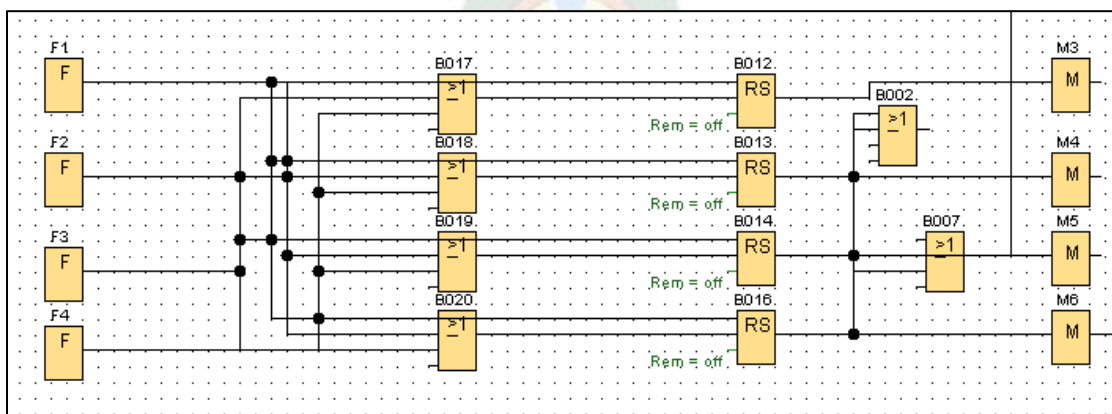 F1
F
B017
>1
B012
RS
Rem = off
B002
>1
M3
M
F2
F
B018
>1
B013
RS
Rem = off
M4
M
F3
F
B019
>1
B014
RS
Rem = off
B007
>1
M5
M
F4
F
B020
>1
B016
RS
Rem = off
M6
M